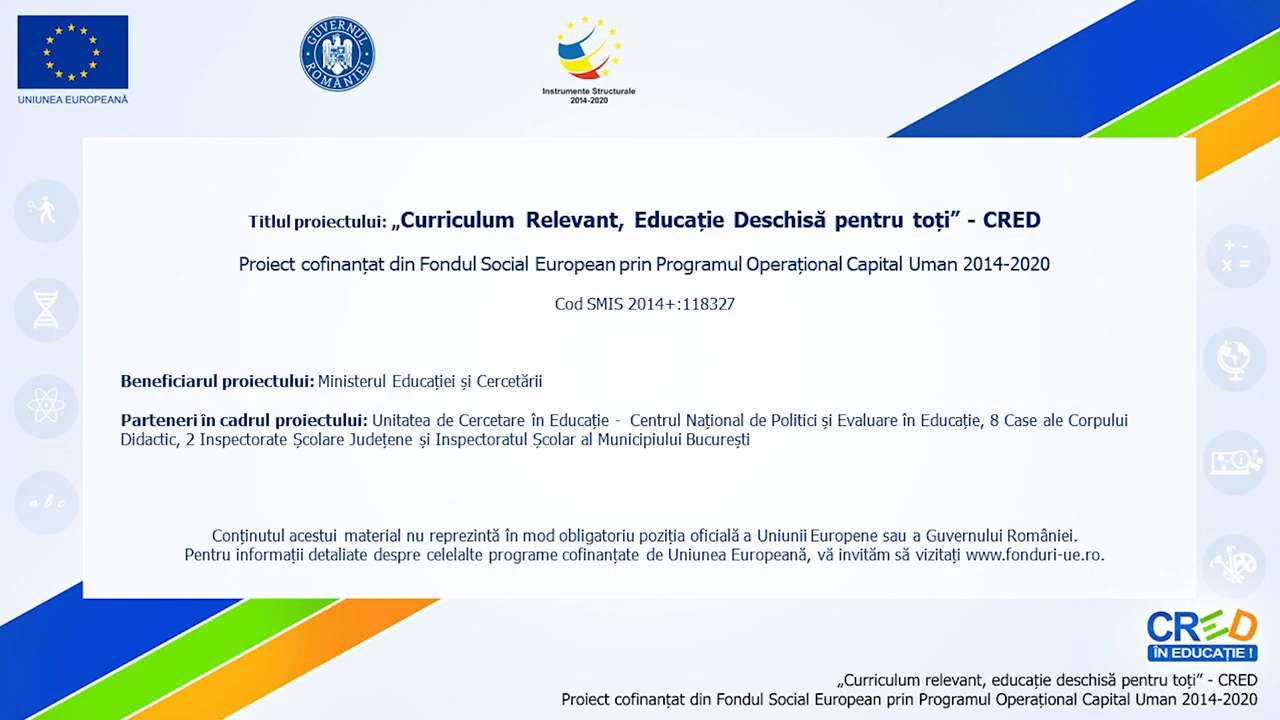 UNIUNEA EUROPEANĂ
GUVERNUL ROMÂNIEI
Instrumente Structurale
2014-2020
Titlul proiectului: „Curriculum Relevant, Educație Deschisă pentru toți” - CRED
Proiect cofinanțat din Fondul Social European prin Programul Operațional Capital Uman 2014-2020
Cod SMIS 2014+:118327
Beneficiarul proiectului: Ministerul Educației și Cercetării
Parteneri în cadrul proiectului: Unitatea de Cercetare în Educație - Centrul Național de Politici și Evaluare în Educație, 8 Case ale Corpului
Didactic, 2 Inspectorate Școlare Județene și Inspectoratul Școlar al Municipiului București
Conținutul acestui material nu reprezintă în mod obligatoriu poziția oficială a Uniunii Europene sau a Guvernului României.
Pentru informații detaliate despre celelalte programe cofinanțate de Uniunea Europeană, vă invităm să vizitați www.fonduri-ue.ro.
+ -
x =
a b c
CRED
ÎN EDUCAȚIE !
„Curriculum relevant, educație deschisă pentru toți” - CRED
Proiect cofinanțat din Fondul Social European prin Programul Operațional Capital Uman 2014-2020